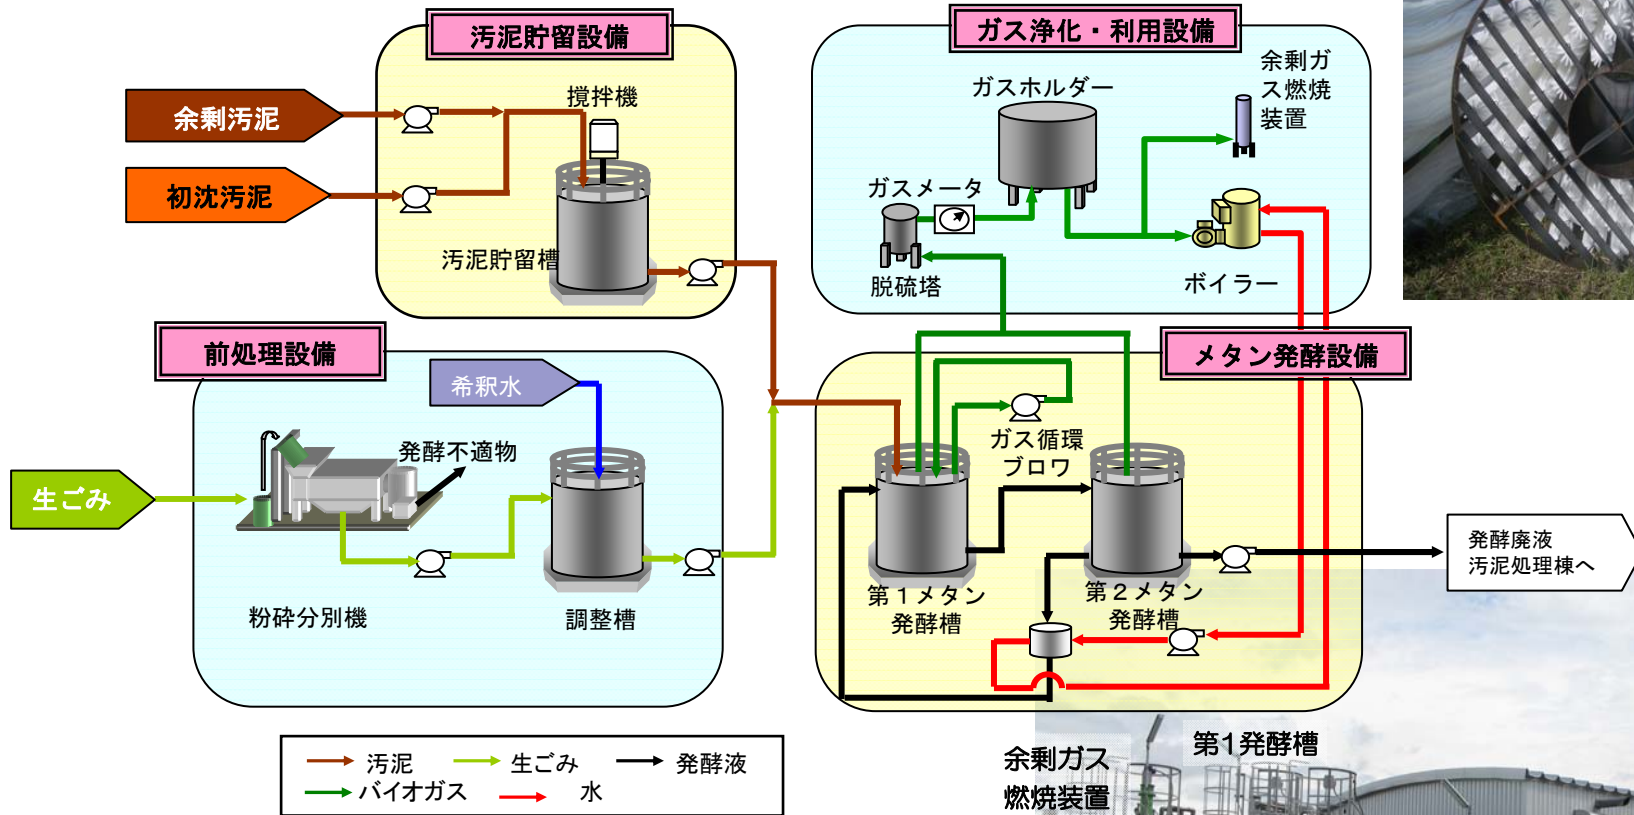 汚泥貯留設備
ガス浄化・利用設備
余剰汚泥
初沈汚泥
撹拌機
汚泥貯留槽
ガスホルダー
余剰ガ
ス燃焼
装置
ガスメータ
脱硫塔
ボイラー
前処理設備
希釈水
メタン発酵設備
発酵不適物
生ごみ
粉砕分別機
調整槽
ガス循環
ブロワ
第1メタン
発酵槽
第２メタン
発酵槽
発酵廃液
汚泥処理棟へ
汚泥
生ごみ
発酵液
バイオガス
水
余剰ガス
燃焼装置
第1発酵槽